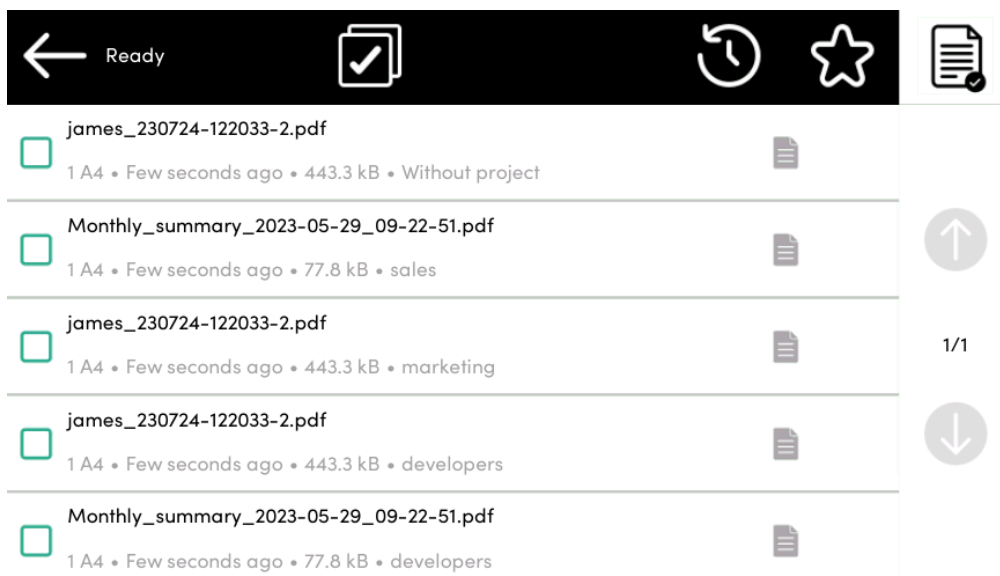 Ready
james_230724-122033-2.pdf
1 A4 • Few seconds ago • 443.3 kB • Without project
Monthly_summary_2023-05-29_09-22-51.pdf
1 A4 • Few seconds ago • 77.8 kB • sales
james_230724-122033-2.pdf
1 A4 • Few seconds ago • 443.3 kB • marketing
1/1
james_230724-122033-2.pdf
1 A4 • Few seconds ago • 443.3 kB • developers
Monthly_summary_2023-05-29_09-22-51.pdf
1 A4 • Few seconds ago • 77.8 kB • developers